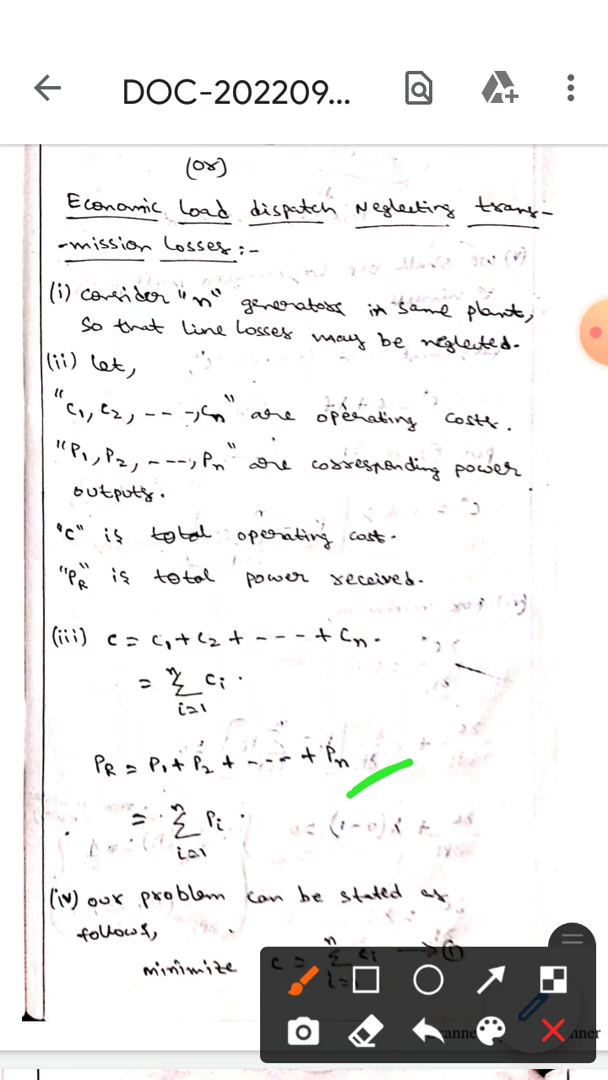 DOC-202209...
(or)
Economic Load dispatch Neglecting trans-
-mission Losses :-
(i) consider "n" generators in same plant,
So that Line Losses may be neglected.
(ii) let,
"C1, C2, - - -, Cn" are operating costs.
"P1, P2, - - -, Pn" are corresponding power
outputs.
"C" is total operating cost.
"PR" is total power received.
(iii) C = C1 + C2 + - - - + Cn.
= n∑i=1 Ci.
PR = P1 + P2 + - - - + Pn
= n∑i=1 Pi.
(iv) our problem can be stated as
follows,
minimize C = n∑i=1 Ci → (1)